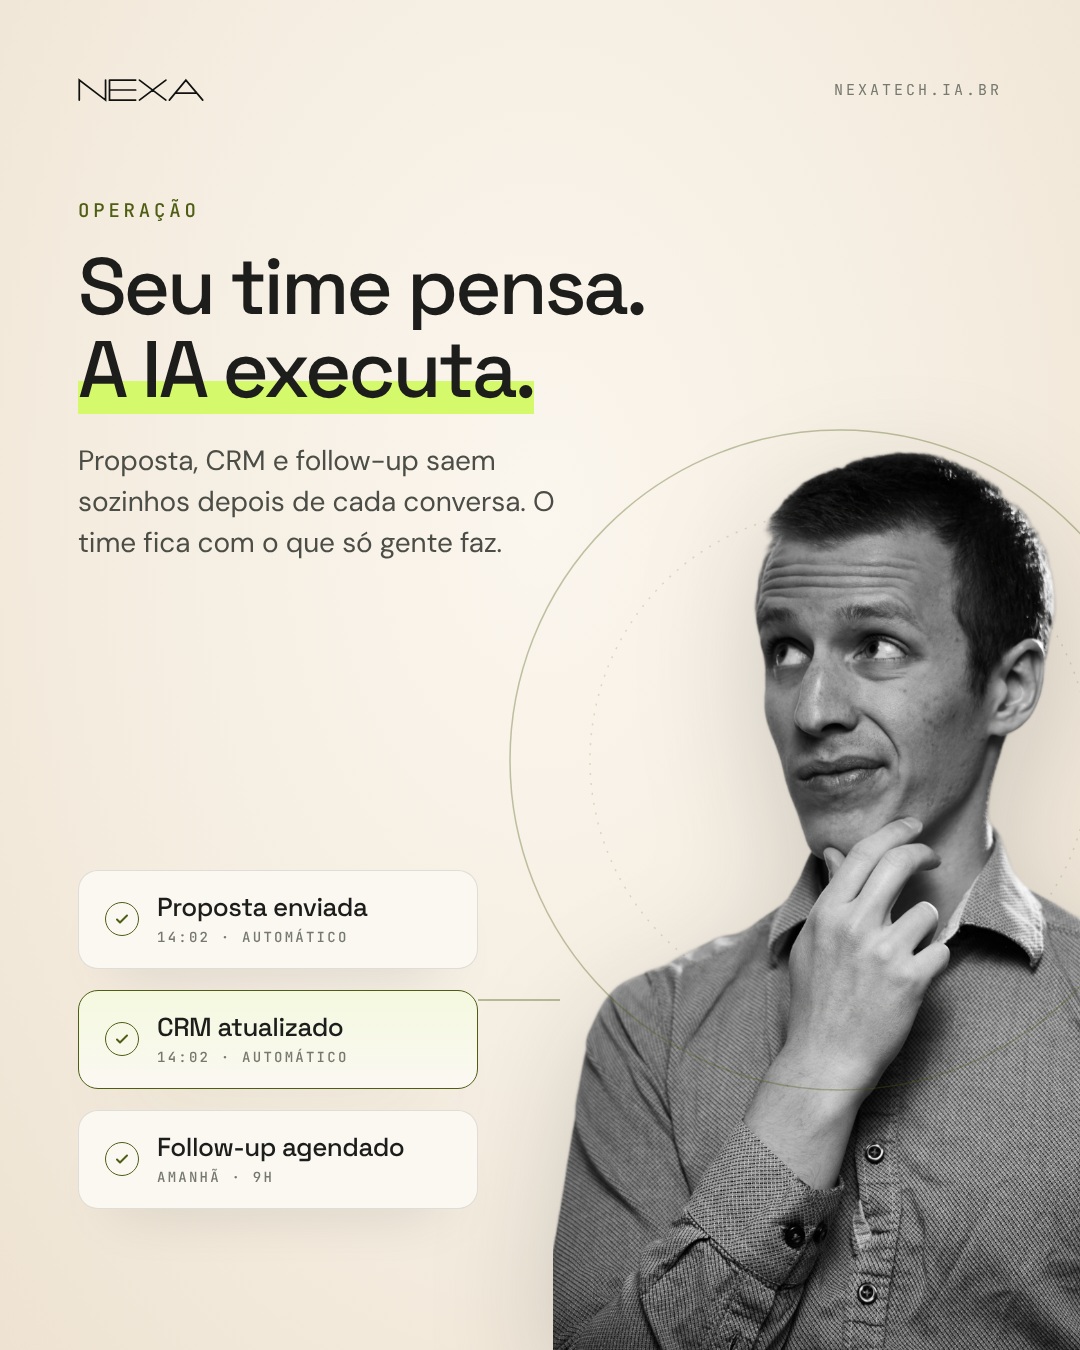 NEXA
NEXATECH.IA.BR
OPERAÇÃO
Seu time pensa.
A IA executa.
Proposta, CRM e follow-up saem
sozinhos depois de cada conversa. O
time fica com o que só gente faz.
Proposta enviada
14:02 · AUTOMÁTICO
CRM atualizado
14:02 · AUTOMÁTICO
Follow-up agendado
AMANHÃ · 9H